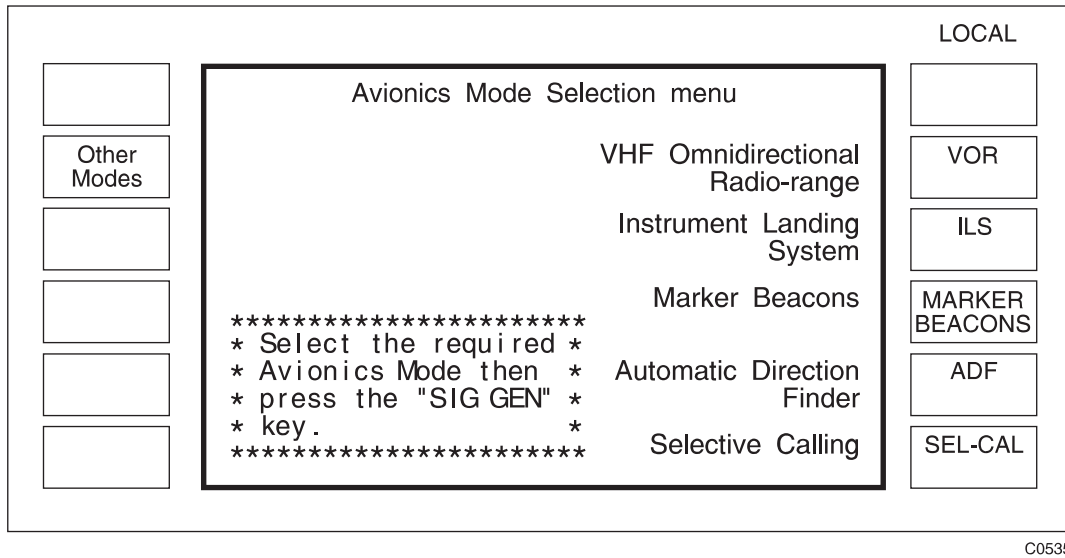 LOCAL
Avionics Mode Selection menu
Other
Modes
VHF Omnidirectional
Radio-range
VOR
Instrument Landing
System
ILS
Marker Beacons
MARKER
BEACONS
***********************
* Select the required *
* Avionics Mode then *
* press the "SIG GEN" *
* key. *
***********************
Automatic Direction
Finder
ADF
Selective Calling
SEL-CAL
C0535